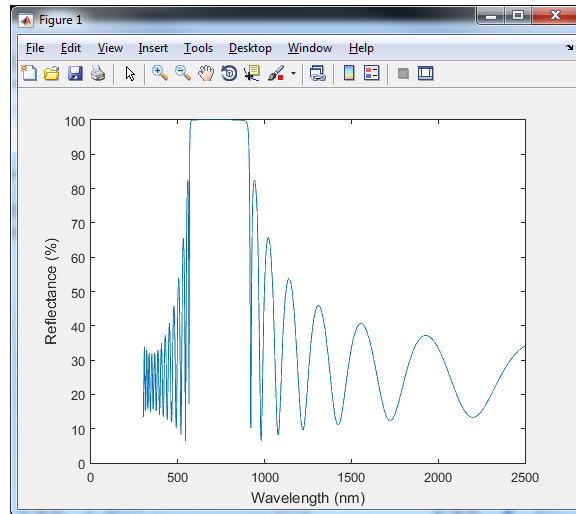 Figure 1
File Edit View Insert Tools Desktop Window Help
100
90
80
70
60
50
40
30
20
10
0
Reflectance (%)
0 500 1000 1500 2000 2500
Wavelength (nm)